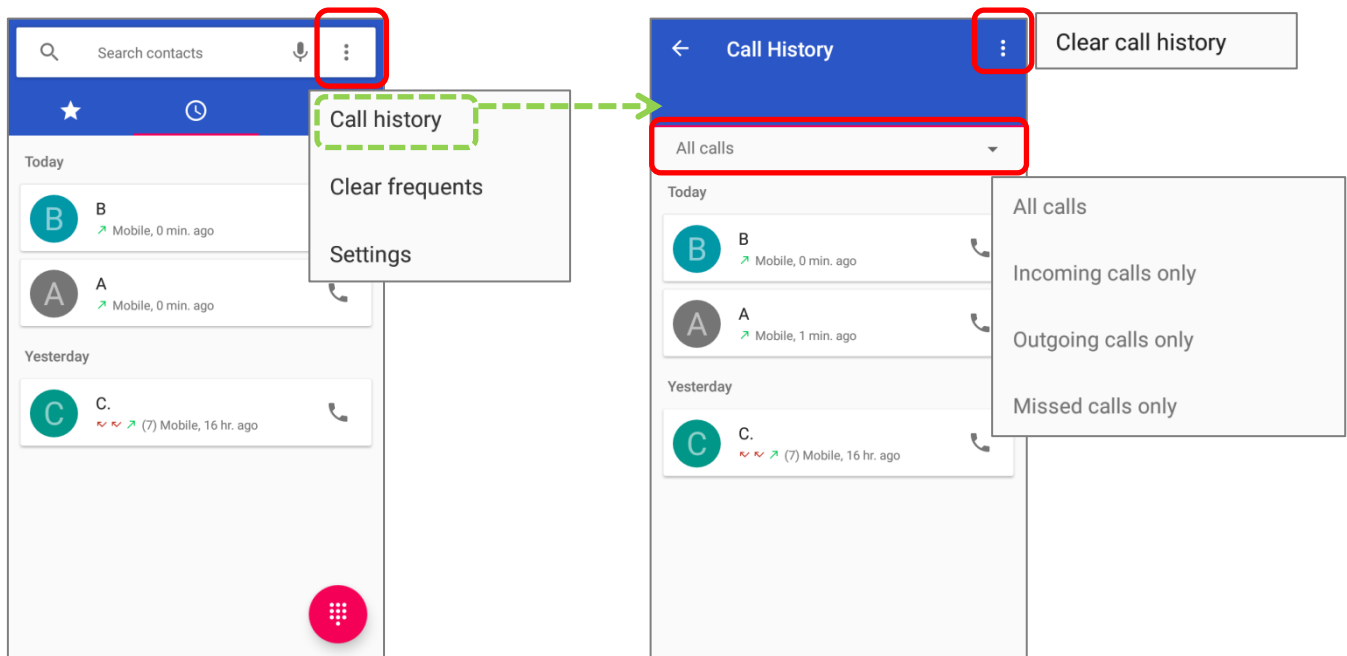 Search contacts
Call history
Clear frequents
Settings
Today
B
B
Mobile, 0 min. ago
A
A
Mobile, 0 min. ago
Yesterday
C
C.
(7) Mobile, 16 hr. ago
Call History
Clear call history
All calls
All calls
Incoming calls only
Outgoing calls only
Missed calls only
Today
B
B
Mobile, 0 min. ago
A
A
Mobile, 1 min. ago
Yesterday
C
C.
(7) Mobile, 16 hr. ago